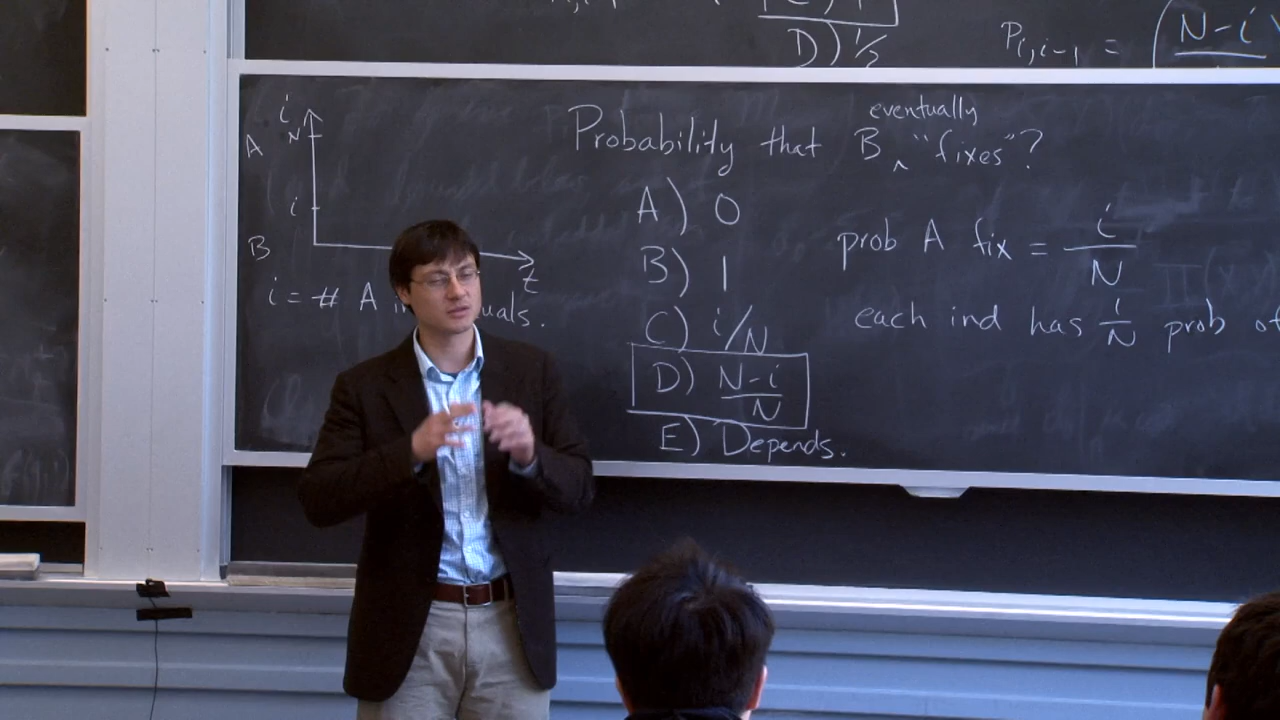 D) 1/2
P i,i-1 = ( N-i
i
N
A
i
B
t
i = # A in uals.
eventually
Probability that B ^ "fixes"?
A) 0
B) 1
C) i/N
D) N-i
N
E) Depends.
prob A fix = i
N
each ind has 1/N prob of